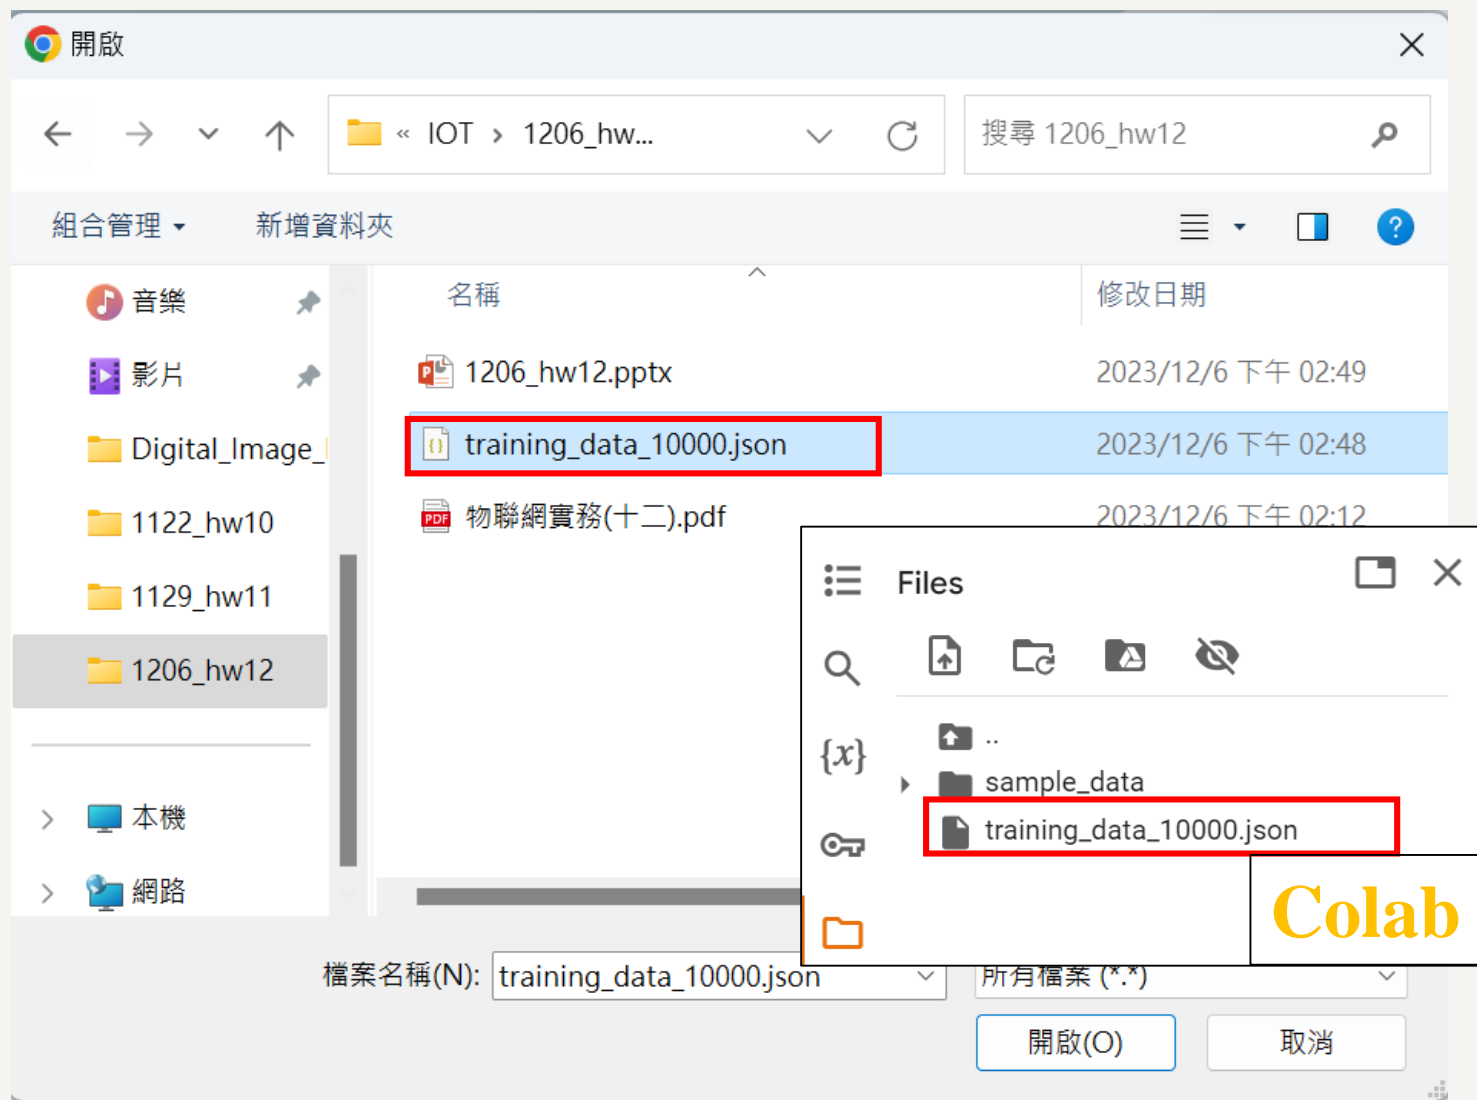 開啟
« IOT › 1206_hw...
搜尋 1206_hw12
組合管理
新增資料夾
音樂
影片
Digital_Image_
1122_hw10
1129_hw11
1206_hw12
本機
網路
名稱
修改日期
1206_hw12.pptx
2023/12/6 下午 02:49
training_data_10000.json
2023/12/6 下午 02:48
PDF
物聯網實務(十二).pdf
2023/12/6 下午 02:12
Files
{x}
..
sample_data
training_data_10000.json
Colab
檔案名稱(N):
training_data_10000.json
所有檔案 (*.*)
開啟(O)
取消